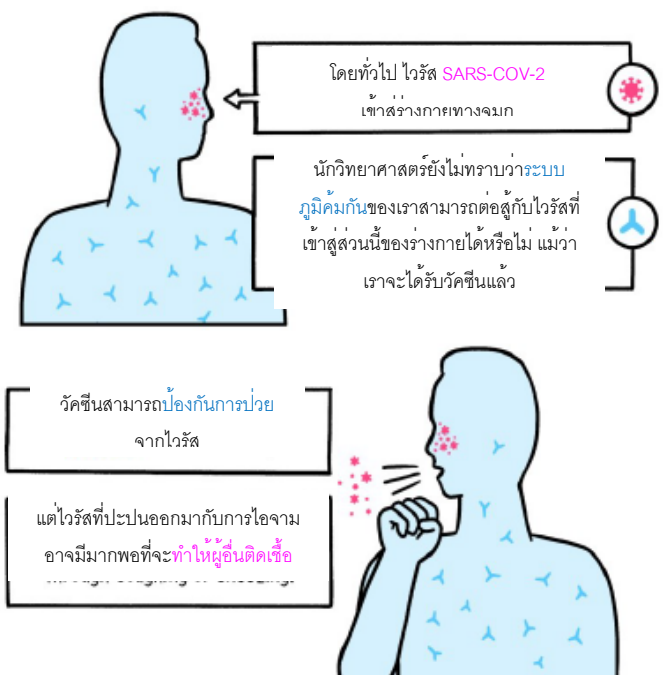 โดยทั่วไป ไวรัส SARS-COV-2
เข้าสู่ร่างกายทางจมูก
นักวิทยาศาสตร์ยังไม่ทราบว่าระบบ
ภูมิคุ้มกันของเราสามารถต่อสู้กับไวรัสที่
เข้าสู่ส่วนนี้ของร่างกายได้หรือไม่ แม้ว่า
เราจะได้รับวัคซีนแล้ว
วัคซีนสามารถป้องกันการป่วย
จากไวรัส
แต่ไวรัสที่ปะปนออกมากับการไอจาม
อาจมีมากพอที่จะทำให้ผู้อื่นติดเชื้อ